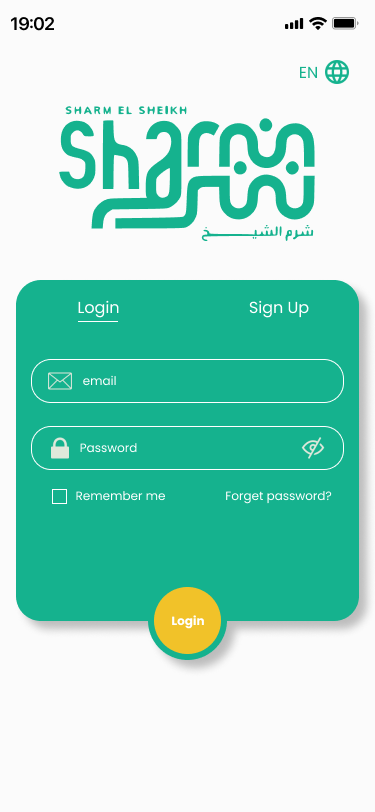 19:02
EN
SHARM EL SHEIKH
Sharm
شرم الشيـــــــخ
Login
Sign Up
email
Password
Remember me
Forget password?
Login